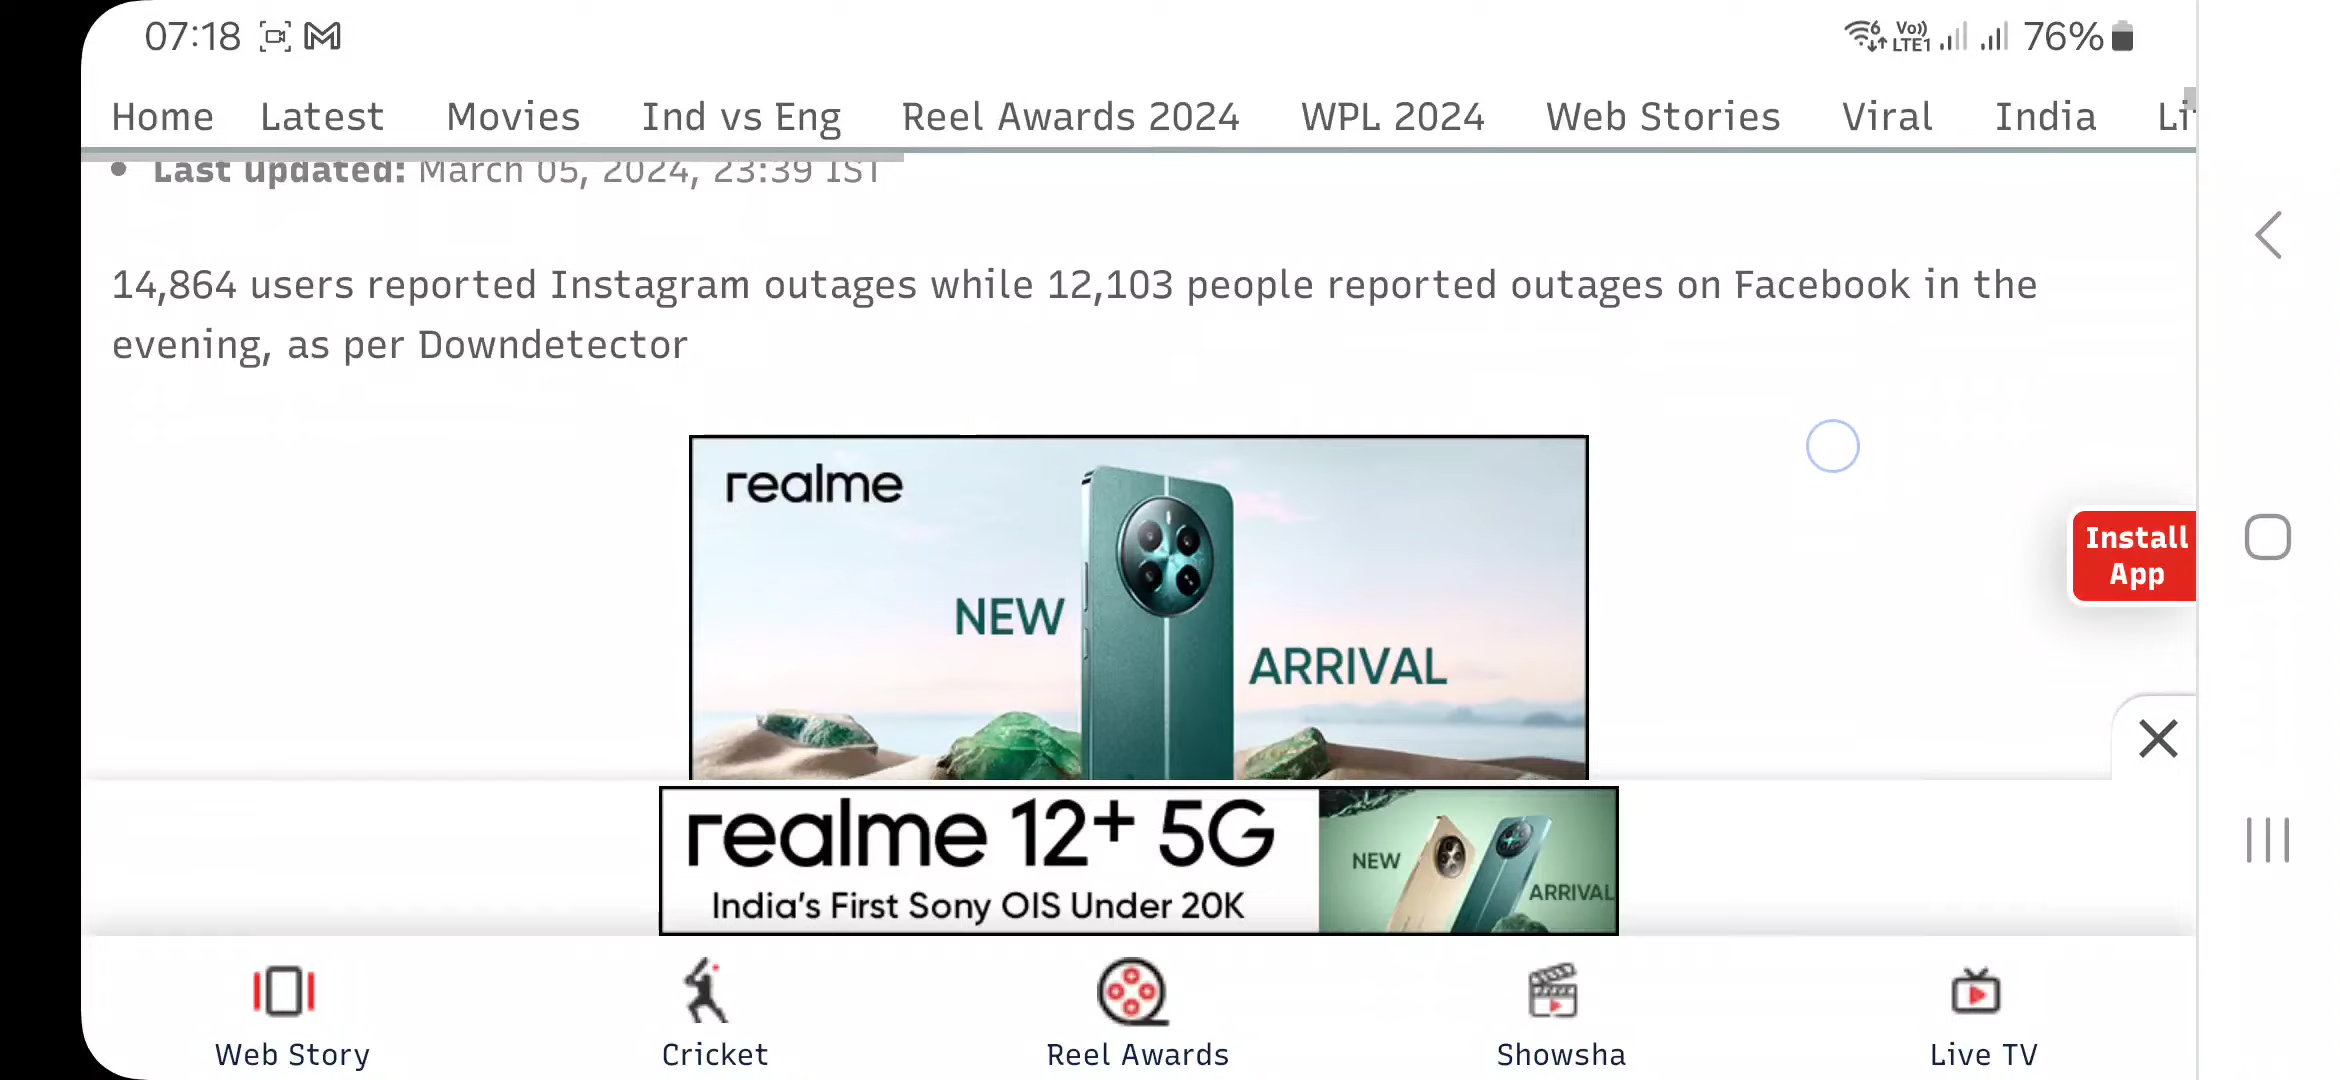 07:18
6 Vo)) LTE1 76%
Home Latest Movies Ind vs Eng Reel Awards 2024 WPL 2024 Web Stories Viral India
Last updated: March 05, 2024, 23:39 IST
14,864 users reported Instagram outages while 12,103 people reported outages on Facebook in the
evening, as per Downdetector
realme
NEW
ARRIVAL
Install
App
realme 12+ 5G
India's First Sony OIS Under 20K
NEW
ARRIVAL
Web Story Cricket Reel Awards Showsha Live TV